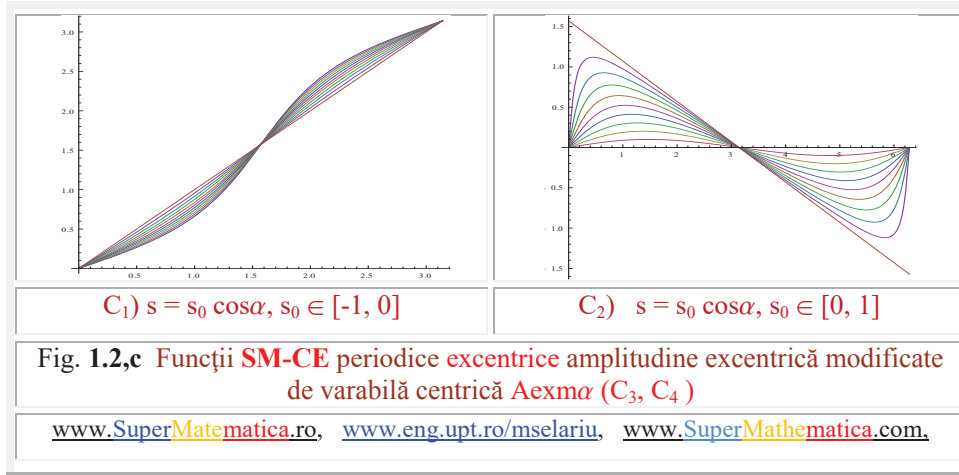 3.0
2.5
2.0
1.5
1.0
0.5
0.5 1.0 1.5 2.0 2.5 3.0
1.5
1.0
0.5
1 2 3 4 5 6
0.5
1.0
1.5
C₁) s = s₀ cosα, s₀ ∈ [-1, 0]
C₂) s = s₀ cosα, s₀ ∈ [0, 1]
Fig. 1.2,c Funcţii SM-CE periodice excentrice amplitudine excentrică modificate
de varabilă centrică Aexmα (C₃, C₄ )
www.SuperMatematica.ro, www.eng.upt.ro/mselariu, www.SuperMathematica.com,